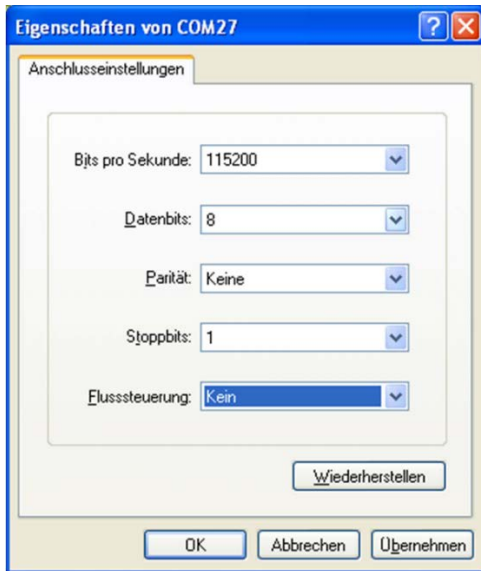 Eigenschaften von COM27
Anschlusseinstellungen
Bits pro Sekunde: 115200
Datenbits: 8
Parität: Keine
Stoppbits: 1
Flusssteuerung: Kein
Wiederherstellen
OK Abbrechen Übernehmen